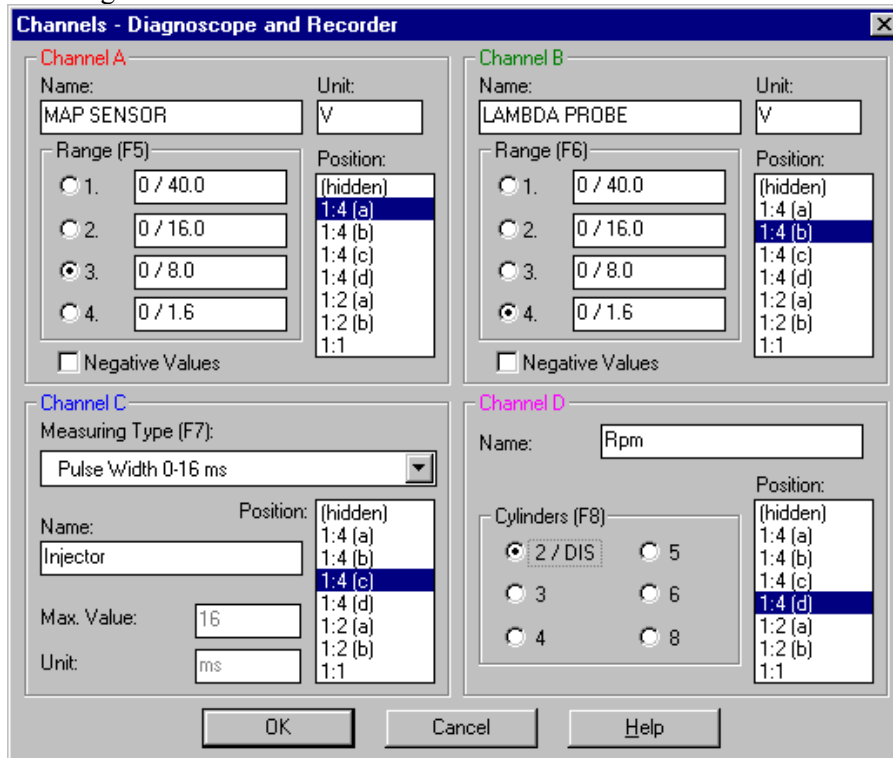 Channels - Diagnoscope and Recorder
Channel A
Name:
Unit:
MAP SENSOR
V
Range (F5)
Position:
1.
0 / 40.0
2.
0 / 16.0
3.
0 / 8.0
4.
0 / 1.6
(hidden)
1:4 (a)
1:4 (b)
1:4 (c)
1:4 (d)
1:2 (a)
1:2 (b)
1:1
Negative Values
Channel B
Name:
Unit:
LAMBDA PROBE
V
Range (F6)
Position:
1.
0 / 40.0
2.
0 / 16.0
3.
0 / 8.0
4.
0 / 1.6
(hidden)
1:4 (a)
1:4 (b)
1:4 (c)
1:4 (d)
1:2 (a)
1:2 (b)
1:1
Negative Values
Channel C
Measuring Type (F7):
Pulse Width 0-16 ms
Position:
Name:
Injector
Max. Value:
16
Unit:
ms
(hidden)
1:4 (a)
1:4 (b)
1:4 (c)
1:4 (d)
1:2 (a)
1:2 (b)
1:1
Channel D
Name:
Rpm
Position:
Cylinders (F8)
2 / DIS
5
3
6
4
8
(hidden)
1:4 (a)
1:4 (b)
1:4 (c)
1:4 (d)
1:2 (a)
1:2 (b)
1:1
OK
Cancel
Help